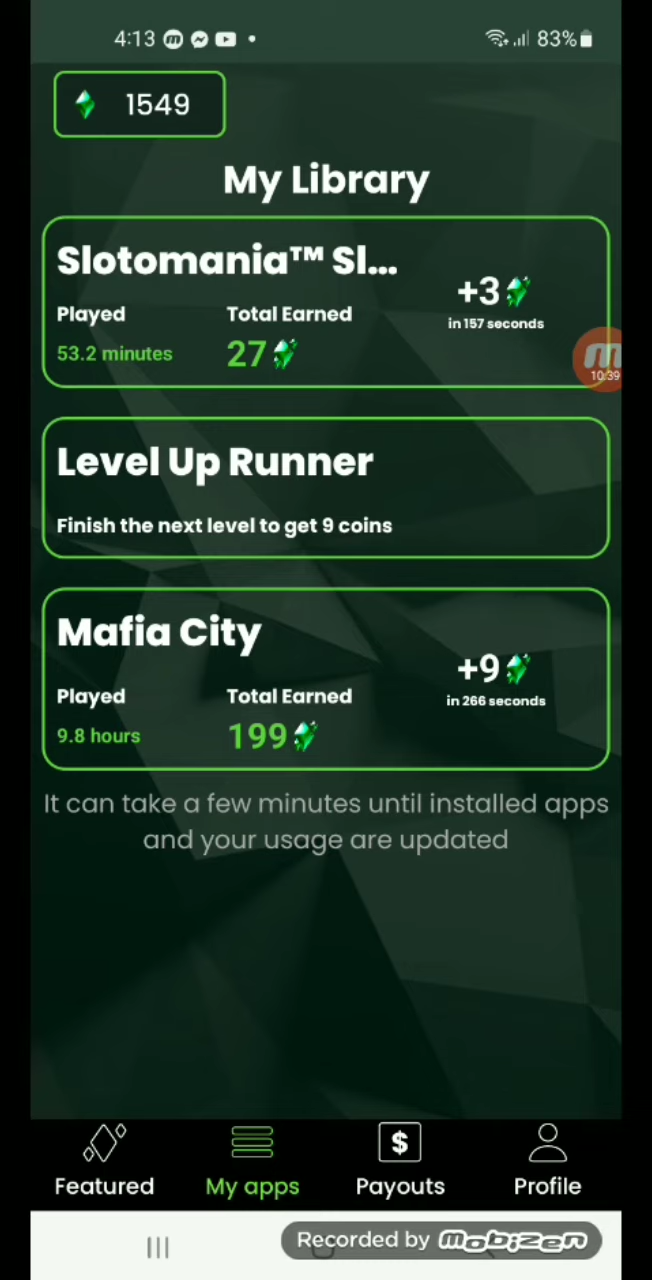 4:13
83%
1549
My Library
Slotomania™ Sl...
+3
Played
Total Earned
in 157 seconds
53.2 minutes
27
10:39
Level Up Runner
Finish the next level to get 9 coins
Mafia City
+9
Played
Total Earned
in 266 seconds
9.8 hours
199
It can take a few minutes until installed apps
and your usage are updated
$
Featured
My apps
Payouts
Profile
Recorded by mobizen